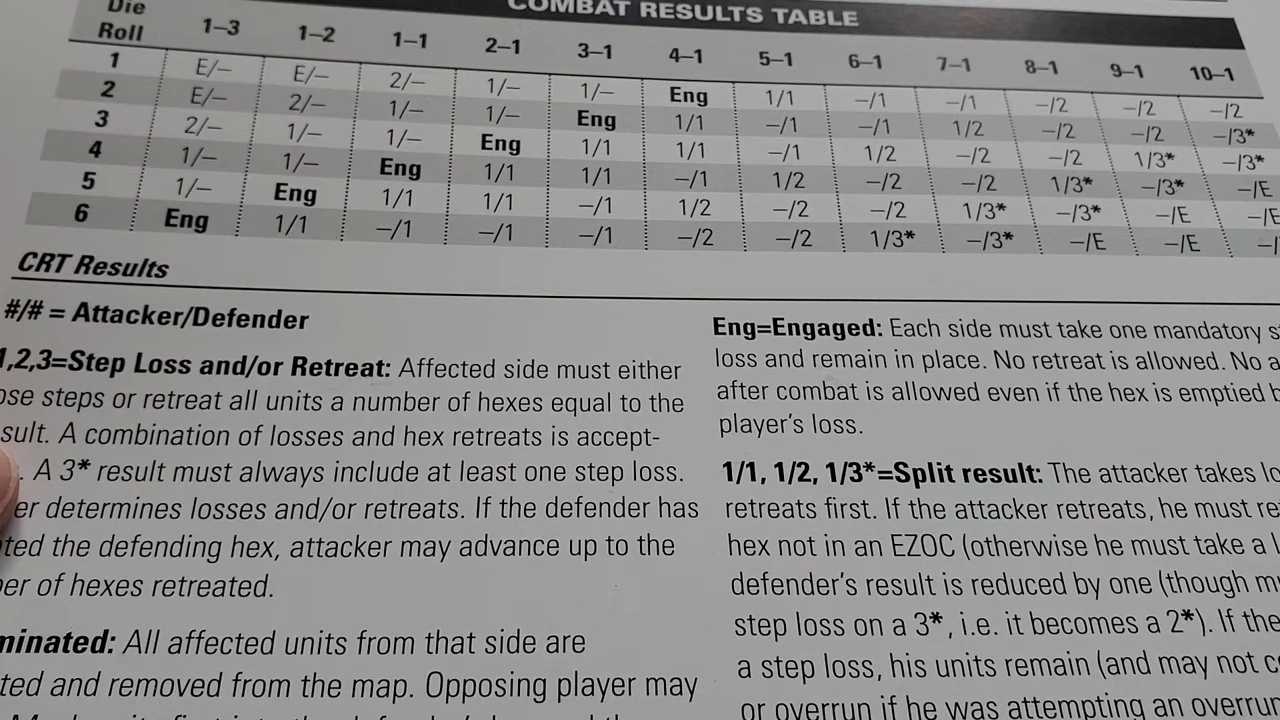 COMBAT RESULTS TABLE
Die Roll 1–3 1–2 1–1 2–1 3–1 4–1 5–1 6–1 7–1 8–1 9–1 10–1
1 E/– E/– 2/– 1/– 1/– Eng 1/1 –/1 –/1 –/2 –/2 –/2
2 E/– 2/– 1/– 1/– Eng 1/1 –/1 –/1 1/2 –/2 –/2 –/3*
3 2/– 1/– 1/– Eng 1/1 1/1 –/1 1/2 –/2 –/2 1/3* –/3*
4 1/– 1/– Eng 1/1 1/1 –/1 1/2 –/2 –/2 1/3* –/3* –/E
5 1/– Eng 1/1 1/1 –/1 1/2 –/2 –/2 1/3* –/3* –/E –/E
6 Eng 1/1 –/1 –/1 –/1 –/2 –/2 1/3* –/3* –/E –/E
CRT Results
#/# = Attacker/Defender
1,2,3=Step Loss and/or Retreat: Affected side must either
steps or retreat all units a number of hexes equal to the
A combination of losses and hex retreats is accept-
A 3* result must always include at least one step loss.
determines losses and/or retreats. If the defender has
the defending hex, attacker may advance up to the
of hexes retreated.
All affected units from that side are
and removed from the map. Opposing player may
Eng=Engaged: Each side must take one mandatory
loss and remain in place. No retreat is allowed. No
after combat is allowed even if the hex is emptied
player's loss.
1/1, 1/2, 1/3*=Split result: The attacker takes
retreats first. If the attacker retreats, he must
hex not in an EZOC (otherwise he must take a
defender's result is reduced by one (though
step loss on a 3*, i.e. it becomes a 2*). If the
a step loss, his units remain (and may not
or overrun if he was attempting an overrun